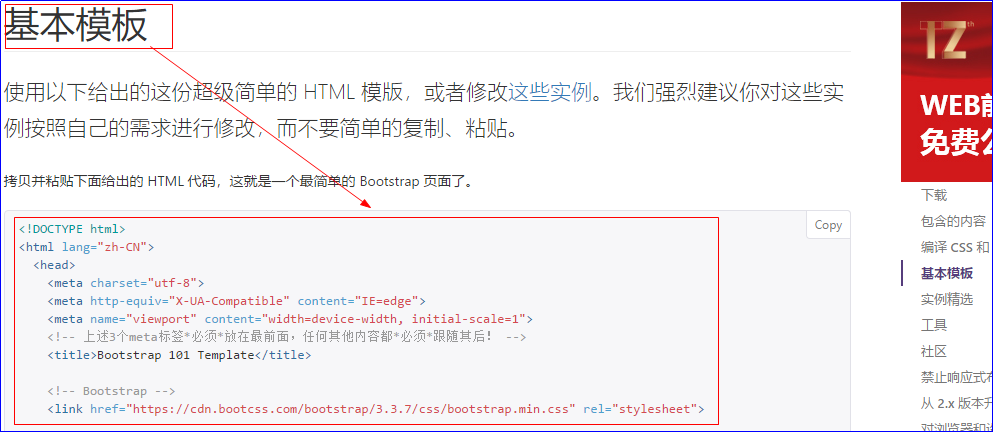 基本模板
使用以下给出的这份超级简单的 HTML 模版，或者修改这些实例。我们强烈建议你对这些实
例按照自己的需求进行修改，而不要简单的复制、粘贴。
拷贝并粘贴下面给出的 HTML 代码，这就是一个最简单的 Bootstrap 页面了。
Copy
<!DOCTYPE html>
<html lang="zh-CN">
<head>
<meta charset="utf-8">
<meta http-equiv="X-UA-Compatible" content="IE=edge">
<meta name="viewport" content="width=device-width, initial-scale=1">
<!-- 上述3个meta标签*必须*放在最前面，任何其他内容都*必须*跟随其后！ -->
<title>Bootstrap 101 Template</title>
<!-- Bootstrap -->
<link href="https://cdn.bootcss.com/bootstrap/3.3.7/css/bootstrap.min.css" rel="stylesheet">
TZ th
WEB前
免费公
下载
包含的内容
编译 CSS 和
基本模板
实例精选
工具
社区
禁止响应式布
从 2.x 版本升
对浏览器和